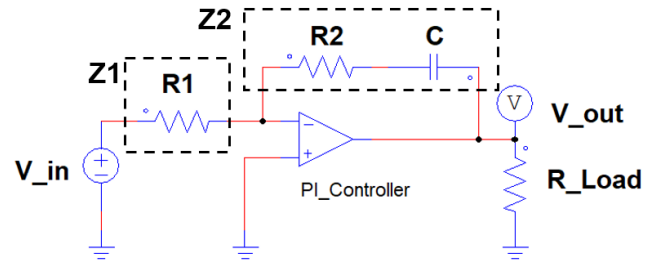 Z2
R2
C
Z1
R1
V
V_out
V_in
PI_Controller
R_Load